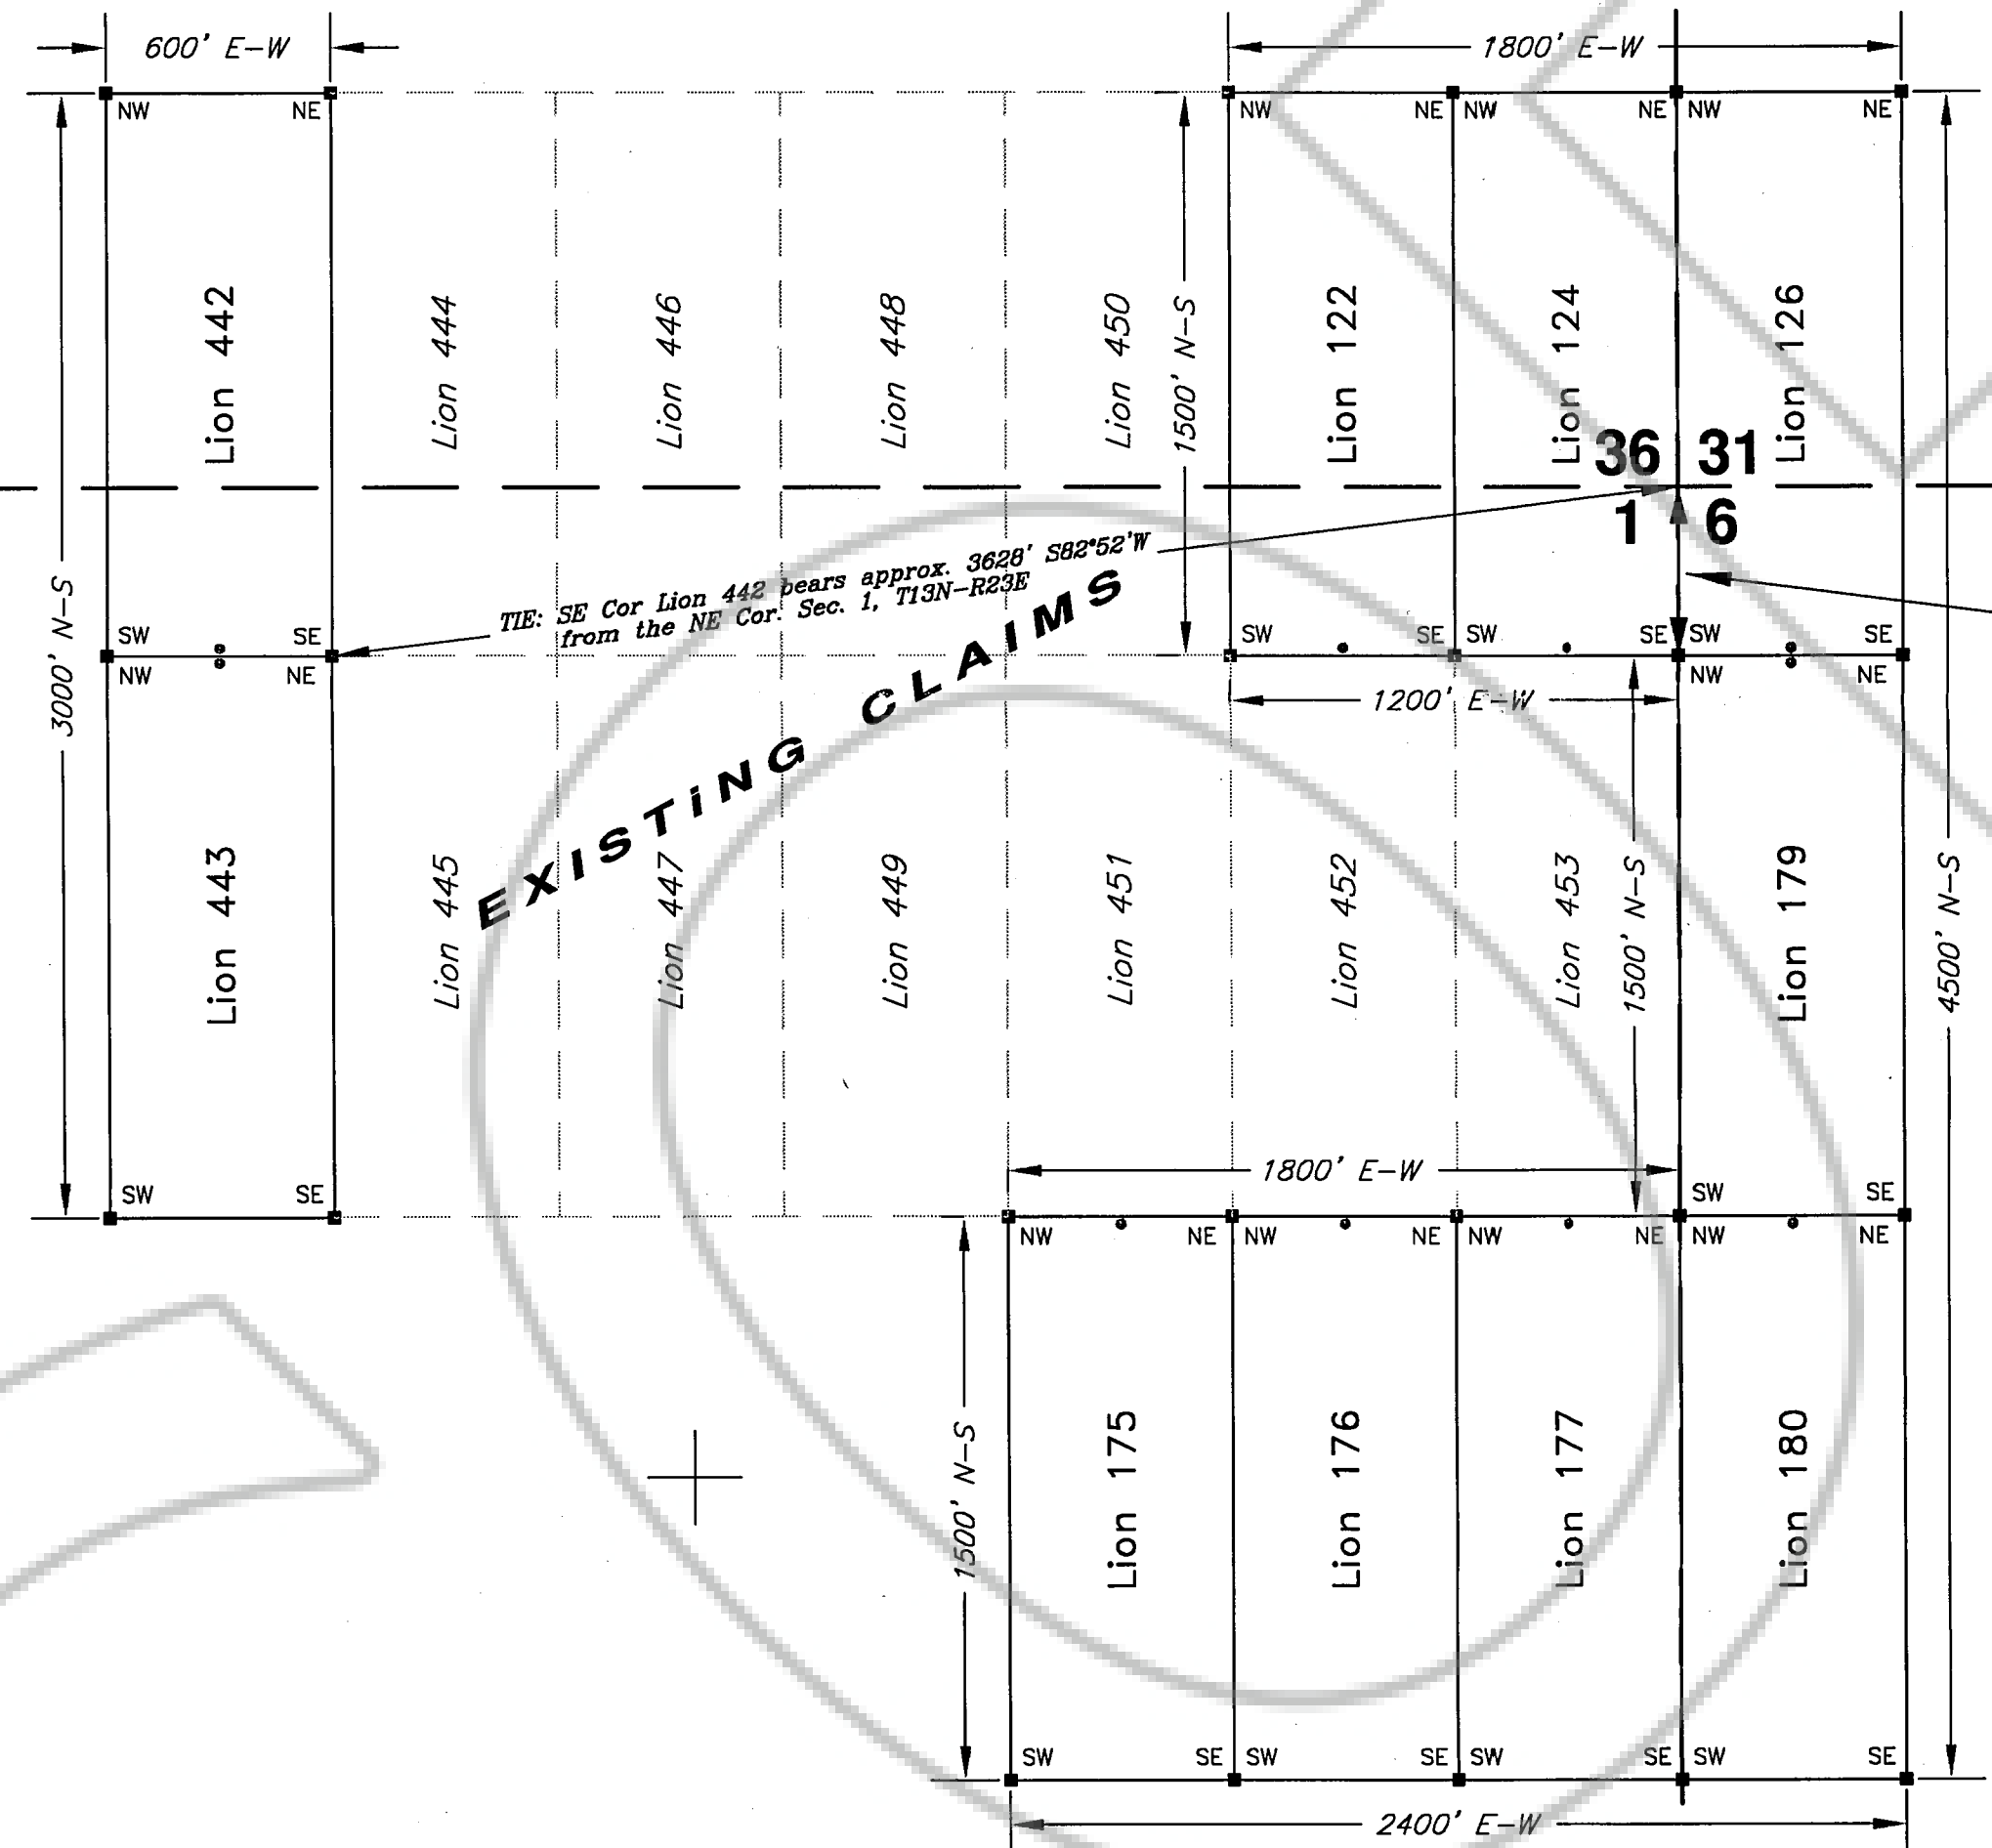 600' E-W
1800' E-W
NW NE NW NE NW NE NW NE
Lion 442
Lion 444
Lion 446
Lion 448
Lion 450
1500' N-S
Lion 122
Lion 124
Lion 126
36 31
1 6
3000' N-S
TIE: SE Cor Lion 442 bears approx. 3628' S82°52'W
from the NE Cor. Sec. 1, T13N-R23E
EXISTiNG CLAIMS
SW SE SW SE SW SE SW SE
NW NE NW NE
1200' E-W
Lion 443
Lion 445
Lion 447
Lion 449
Lion 451
Lion 452
Lion 453
1500' N-S
Lion 179
4500' N-S
1800' E-W
SW SE SW SE
NW NE NW NE NW NE NW NE
1500' N-S
Lion 175
Lion 176
Lion 177
Lion 180
SW SE SW SE SW SE SW SE
2400' E-W